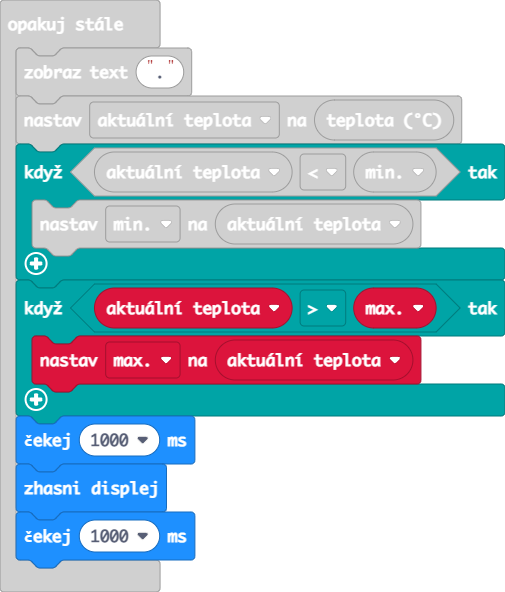 opakuj stále
zobraz text "."
nastav aktuální teplota na teplota (°C)
když aktuální teplota < min. tak
nastav min. na aktuální teplota
když aktuální teplota > max. tak
nastav max. na aktuální teplota
čekej 1000 ms
zhasni displej
čekej 1000 ms